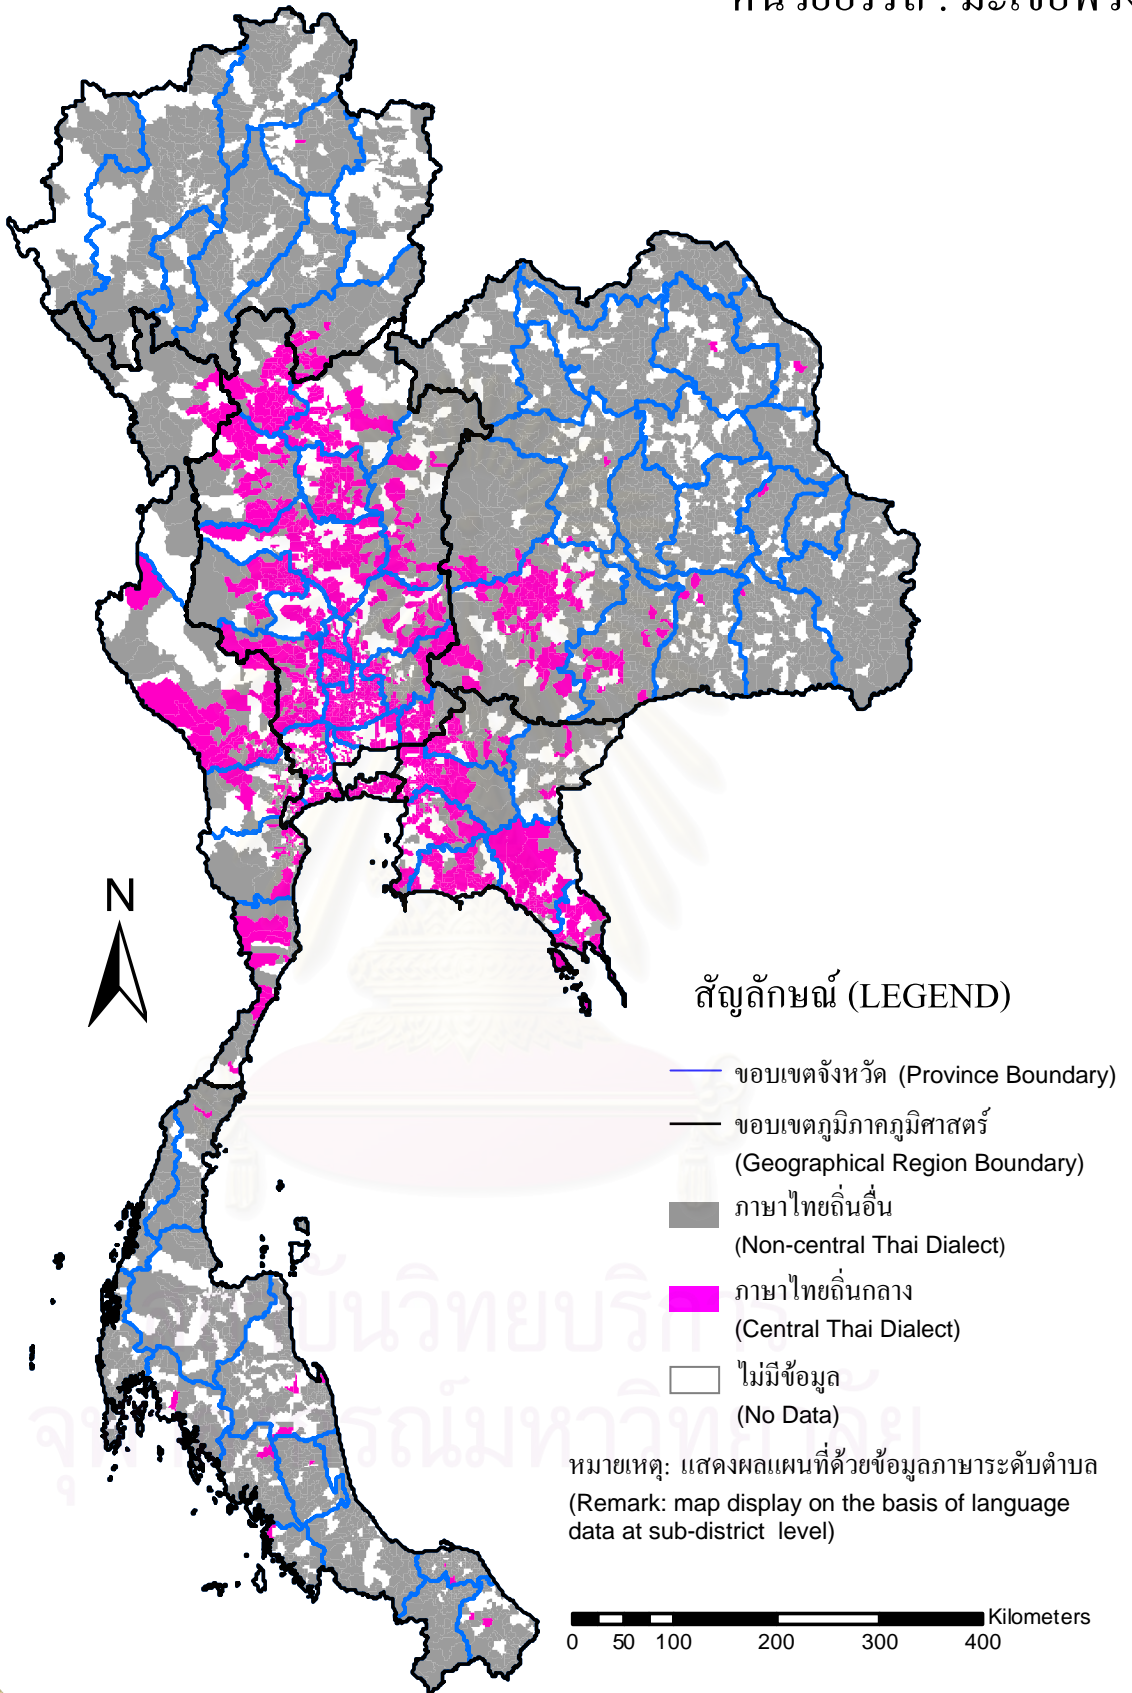 N
สัญลักษณ์ (LEGEND)
ขอบเขตจังหวัด (Province Boundary)
ขอบเขตภูมิภาคภูมิศาสตร์
(Geographical Region Boundary)
ภาษาไทยถิ่นอื่น
(Non-central Thai Dialect)
ภาษาไทยถิ่นกลาง
(Central Thai Dialect)
ไม่มีข้อมูล
(No Data)
หมายเหตุ: แสดงผลแผนที่ด้วยข้อมูลภาษาระดับตำบล
(Remark: map display on the basis of language
data at sub-district level)
Kilometers
0 50 100 200 300 400